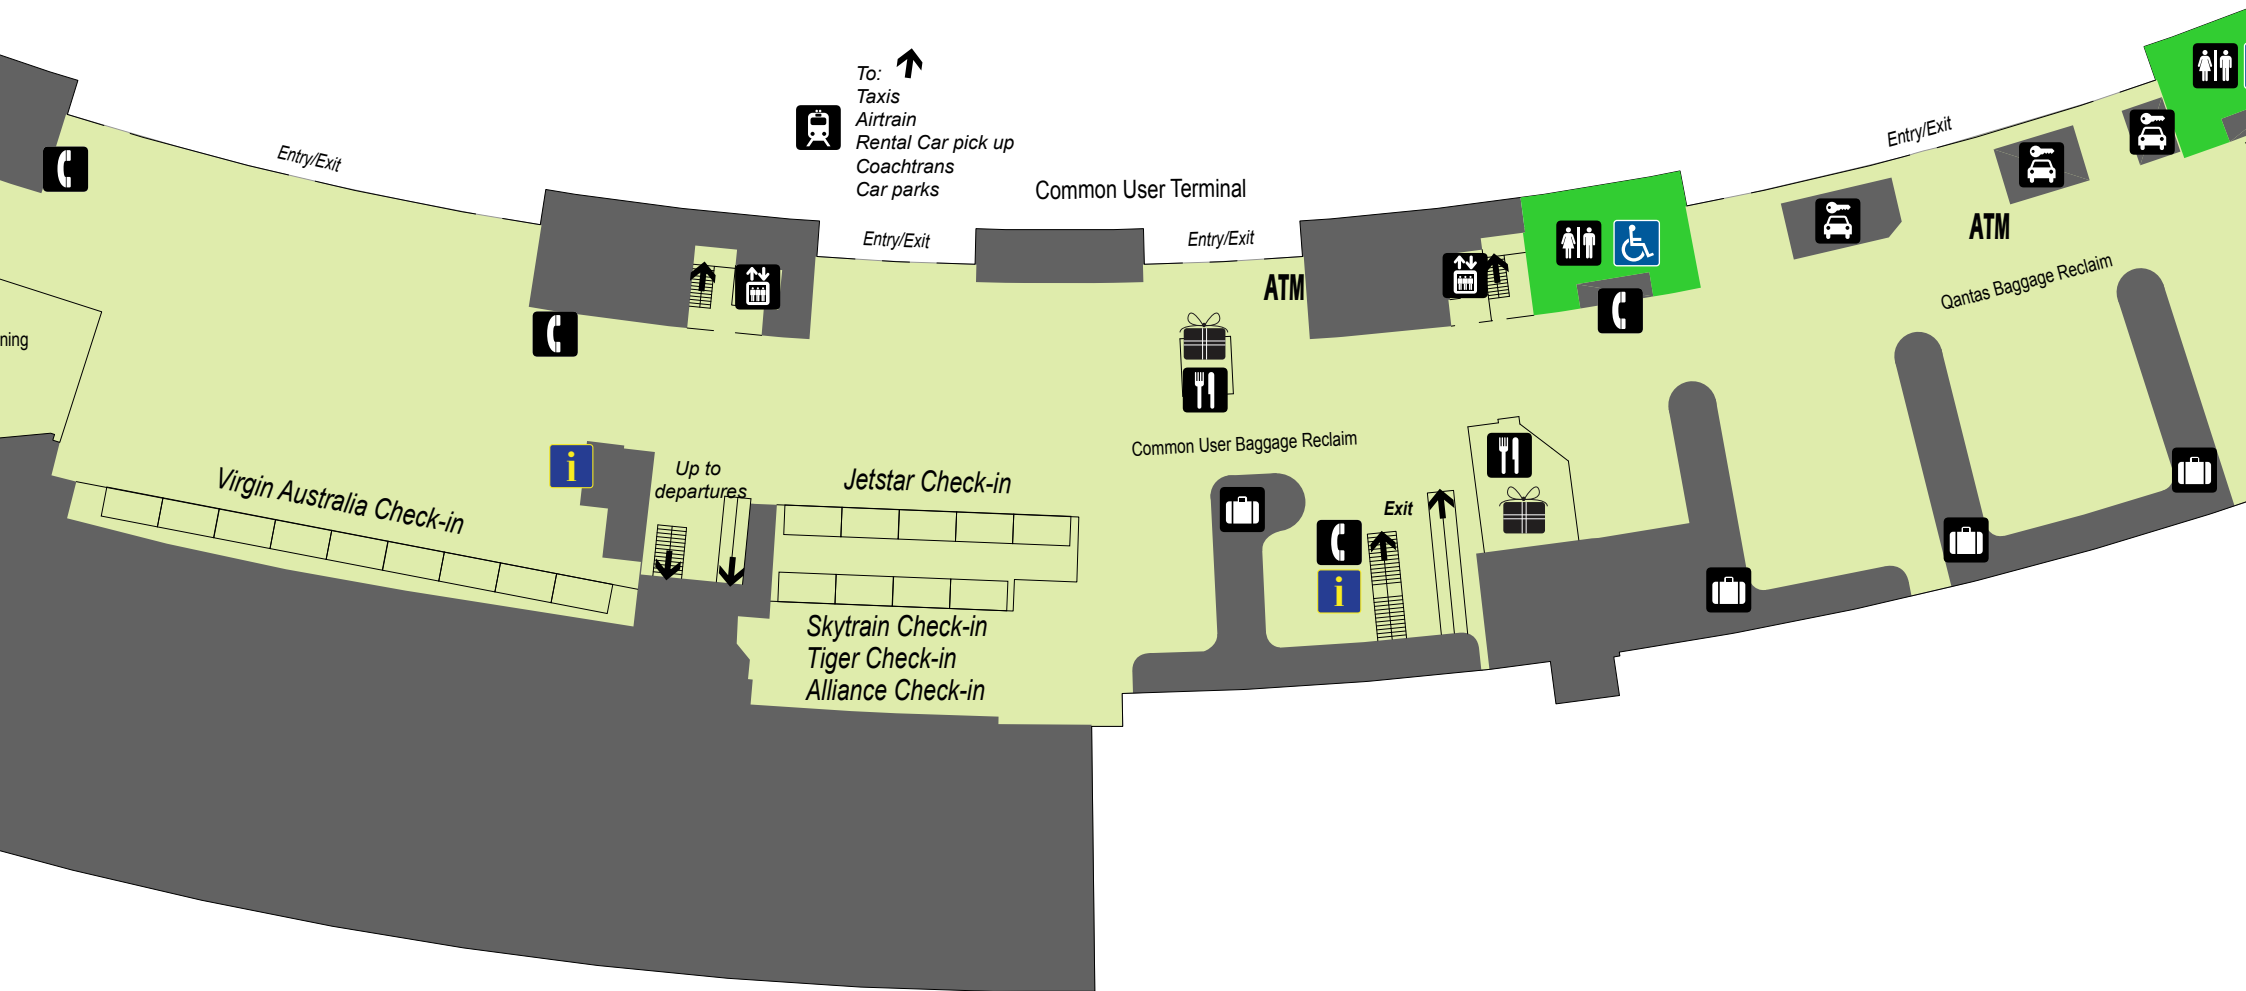 To:
Taxis
Airtrain
Rental Car pick up
Coachtrans
Car parks
Common User Terminal
Entry/Exit
Entry/Exit
Entry/Exit
Entry/Exit
ATM
ATM
Qantas Baggage Reclaim
ning
Common User Baggage Reclaim
Virgin Australia Check-in
i
Up to
departures
Jetstar Check-in
Exit
i
Skytrain Check-in
Tiger Check-in
Alliance Check-in